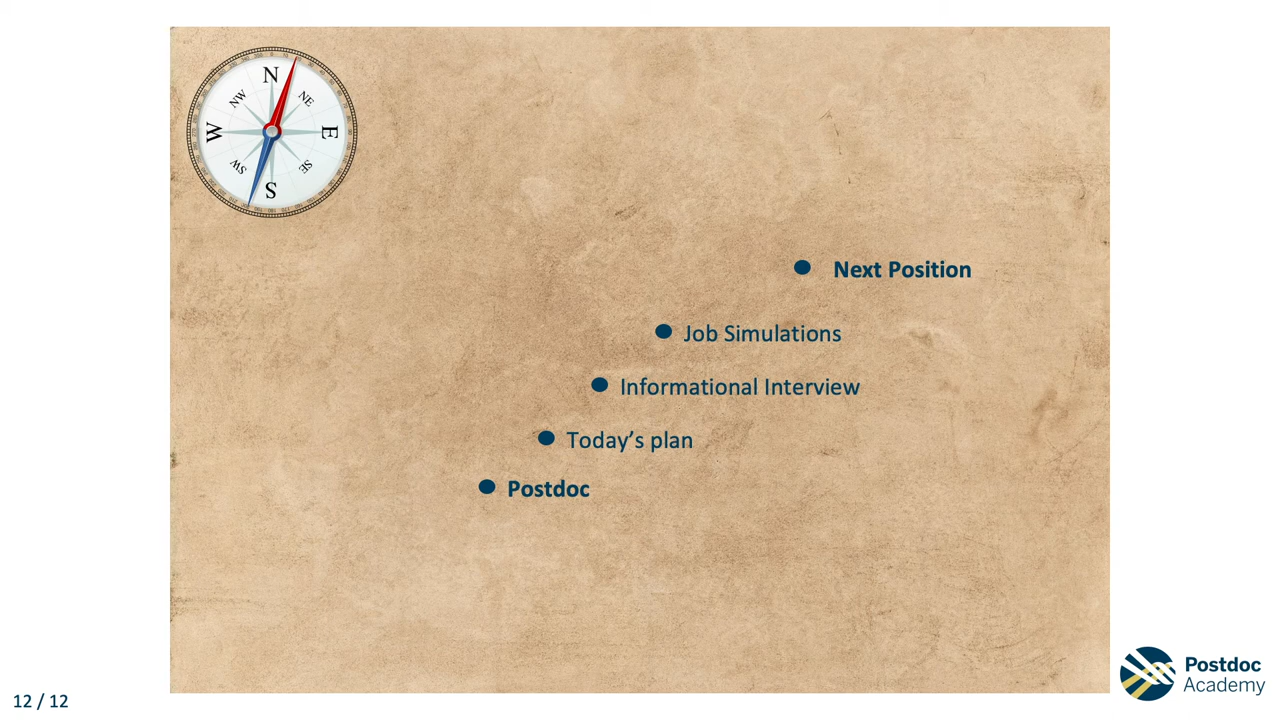 N
NW
NE
W
E
SW
SE
S
Next Position
Job Simulations
Informational Interview
Today's plan
Postdoc
Postdoc
Academy
12 / 12